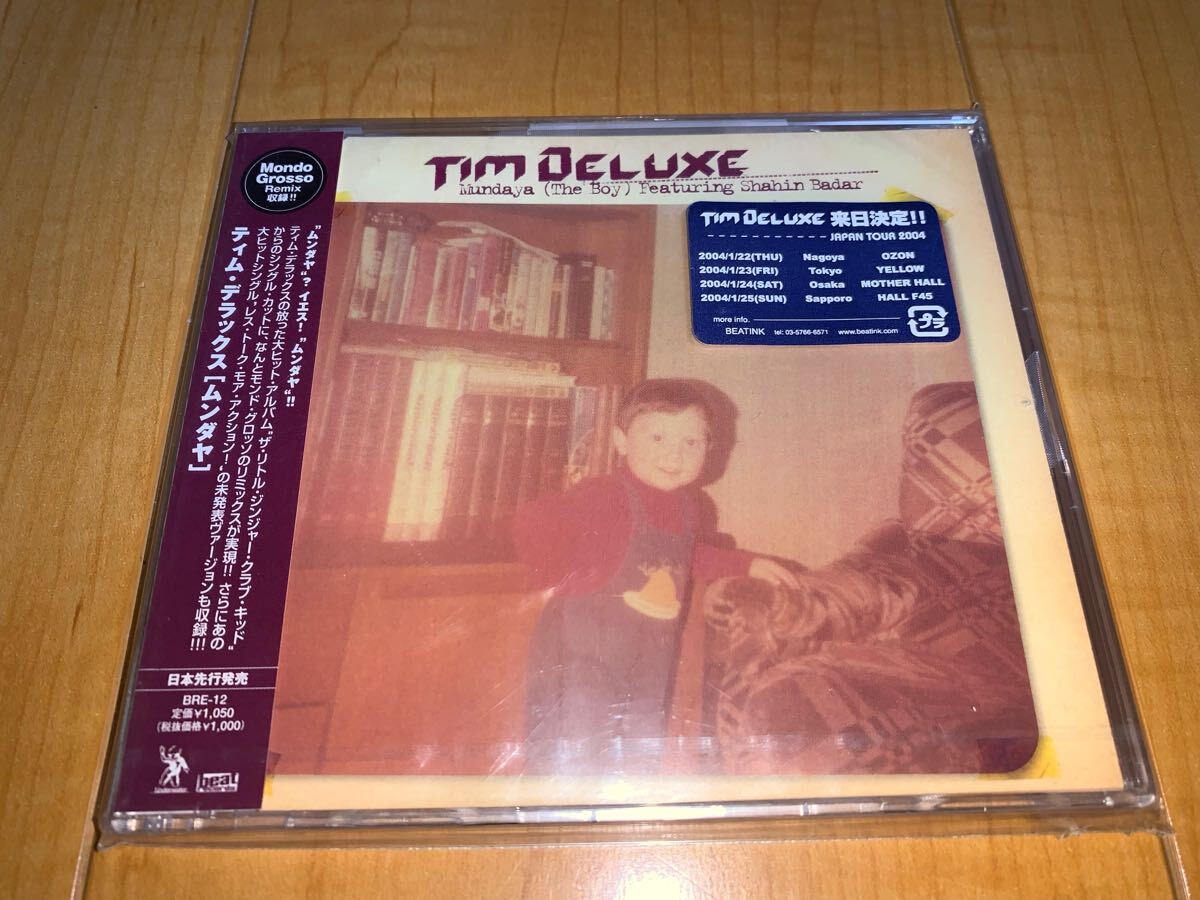 Mondo
Grosso
Remix
収録!!
"ムンダヤ"? イエス! "ムンダヤ"!!
ティム・デラックスの放った大ヒット・アルバム"ザ・リトル・ジンジャー・クラブ・キッド"
からのシングル・カットに、なんとモンド・グロッソのリミックスが実現!! さらにあの
大ヒットシングル"レス・トーク・モア・アクション!"の未発表ヴァージョンも収録!!!
ティム・デラックス [ムンダヤ]
日本先行発売
BRE-12
定価¥1,050
(税抜価格¥1,000)
Underwater
beat
TIM DELUXE
Mundaya (The Boy) Featuring Shahin Badar
TIM DELUXE 来日決定!!
JAPAN TOUR 2004
2004/1/22(THU) Nagoya OZON
2004/1/23(FRI) Tokyo YELLOW
2004/1/24(SAT) Osaka MOTHER HALL
2004/1/25(SUN) Sapporo HALL F45
more info.
BEATINK tel: 03-5766-6571 www.beatink.com
プラ